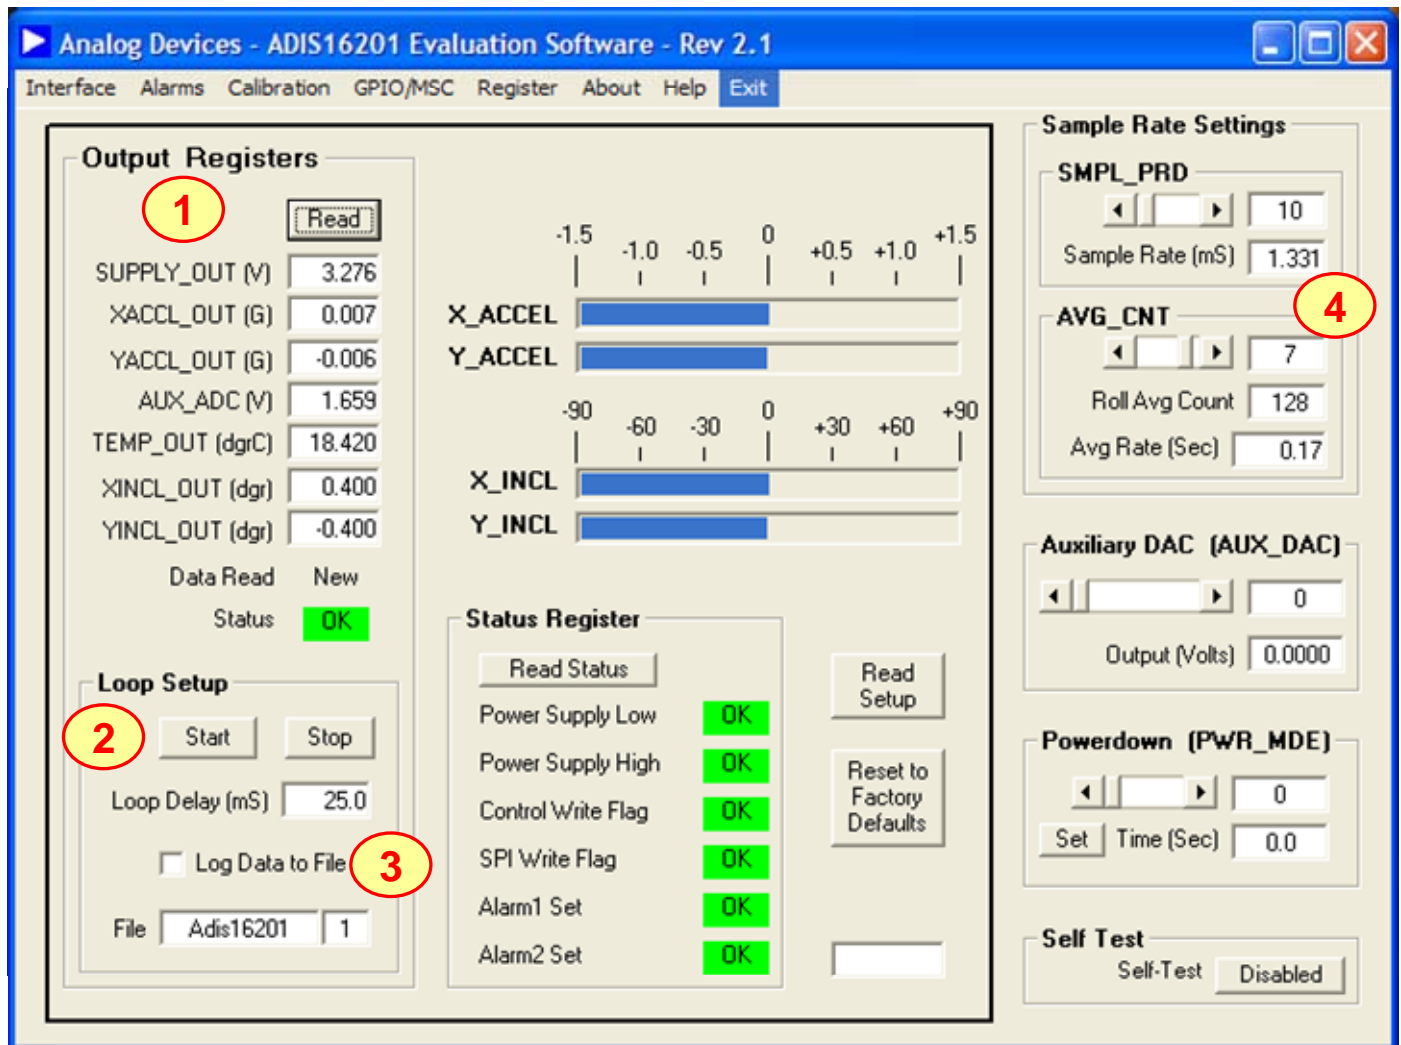 Analog Devices - ADIS16201 Evaluation Software - Rev 2.1
Interface Alarms Calibration GPIO/MSC Register About Help Exit
Output Registers
1
Read
SUPPLY_OUT (V) 3.276
XACCL_OUT (G) 0.007
YACCL_OUT (G) -0.006
AUX_ADC (V) 1.659
TEMP_OUT (dgrC) 18.420
XINCL_OUT (dgr) 0.400
YINCL_OUT (dgr) -0.400
Data Read New
Status OK
Loop Setup
2
Start Stop
Loop Delay (mS) 25.0
Log Data to File
3
File Adis16201 1
-1.5 -1.0 -0.5 0 +0.5 +1.0 +1.5
X_ACCEL
Y_ACCEL
-90 -60 -30 0 +30 +60 +90
X_INCL
Y_INCL
Status Register
Read Status
Power Supply Low OK
Power Supply High OK
Control Write Flag OK
SPI Write Flag OK
Alarm1 Set OK
Alarm2 Set OK
Read
Setup
Reset to
Factory
Defaults
Sample Rate Settings
SMPL_PRD
10
Sample Rate (mS) 1.331
4
AVG_CNT
7
Roll Avg Count 128
Avg Rate (Sec) 0.17
Auxiliary DAC (AUX_DAC)
0
Output (Volts) 0.0000
Powerdown (PWR_MDE)
0
Set Time (Sec) 0.0
Self Test
Self-Test Disabled